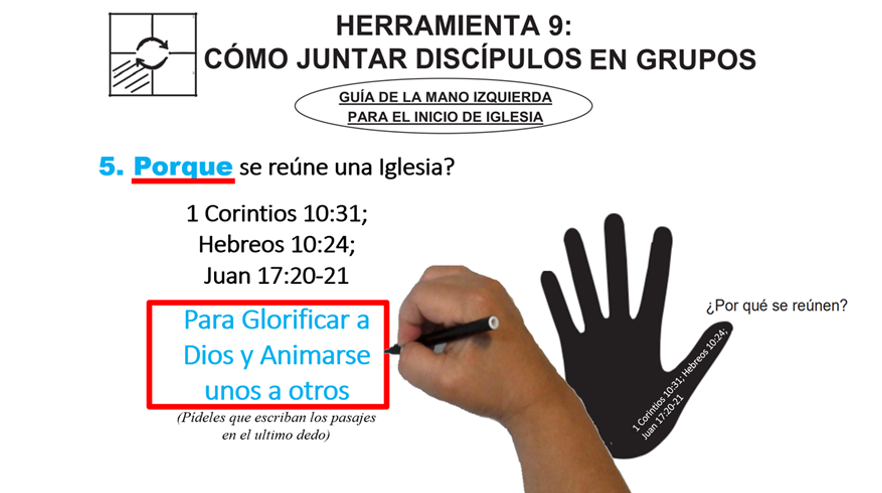 HERRAMIENTA 9:
CÓMO JUNTAR DISCÍPULOS EN GRUPOS
GUÍA DE LA MANO IZQUIERDA
PARA EL INICIO DE IGLESIA
5. Porque se reúne una Iglesia?
1 Corintios 10:31;
Hebreos 10:24;
Juan 17:20-21
Para Glorificar a
Dios y Animarse
unos a otros
(Pideles que escriban los pasajes
en el ultimo dedo)
¿Por qué se reúnen?
1 Corintios 10:31; Hebreos 10:24;
Juan 17:20-21